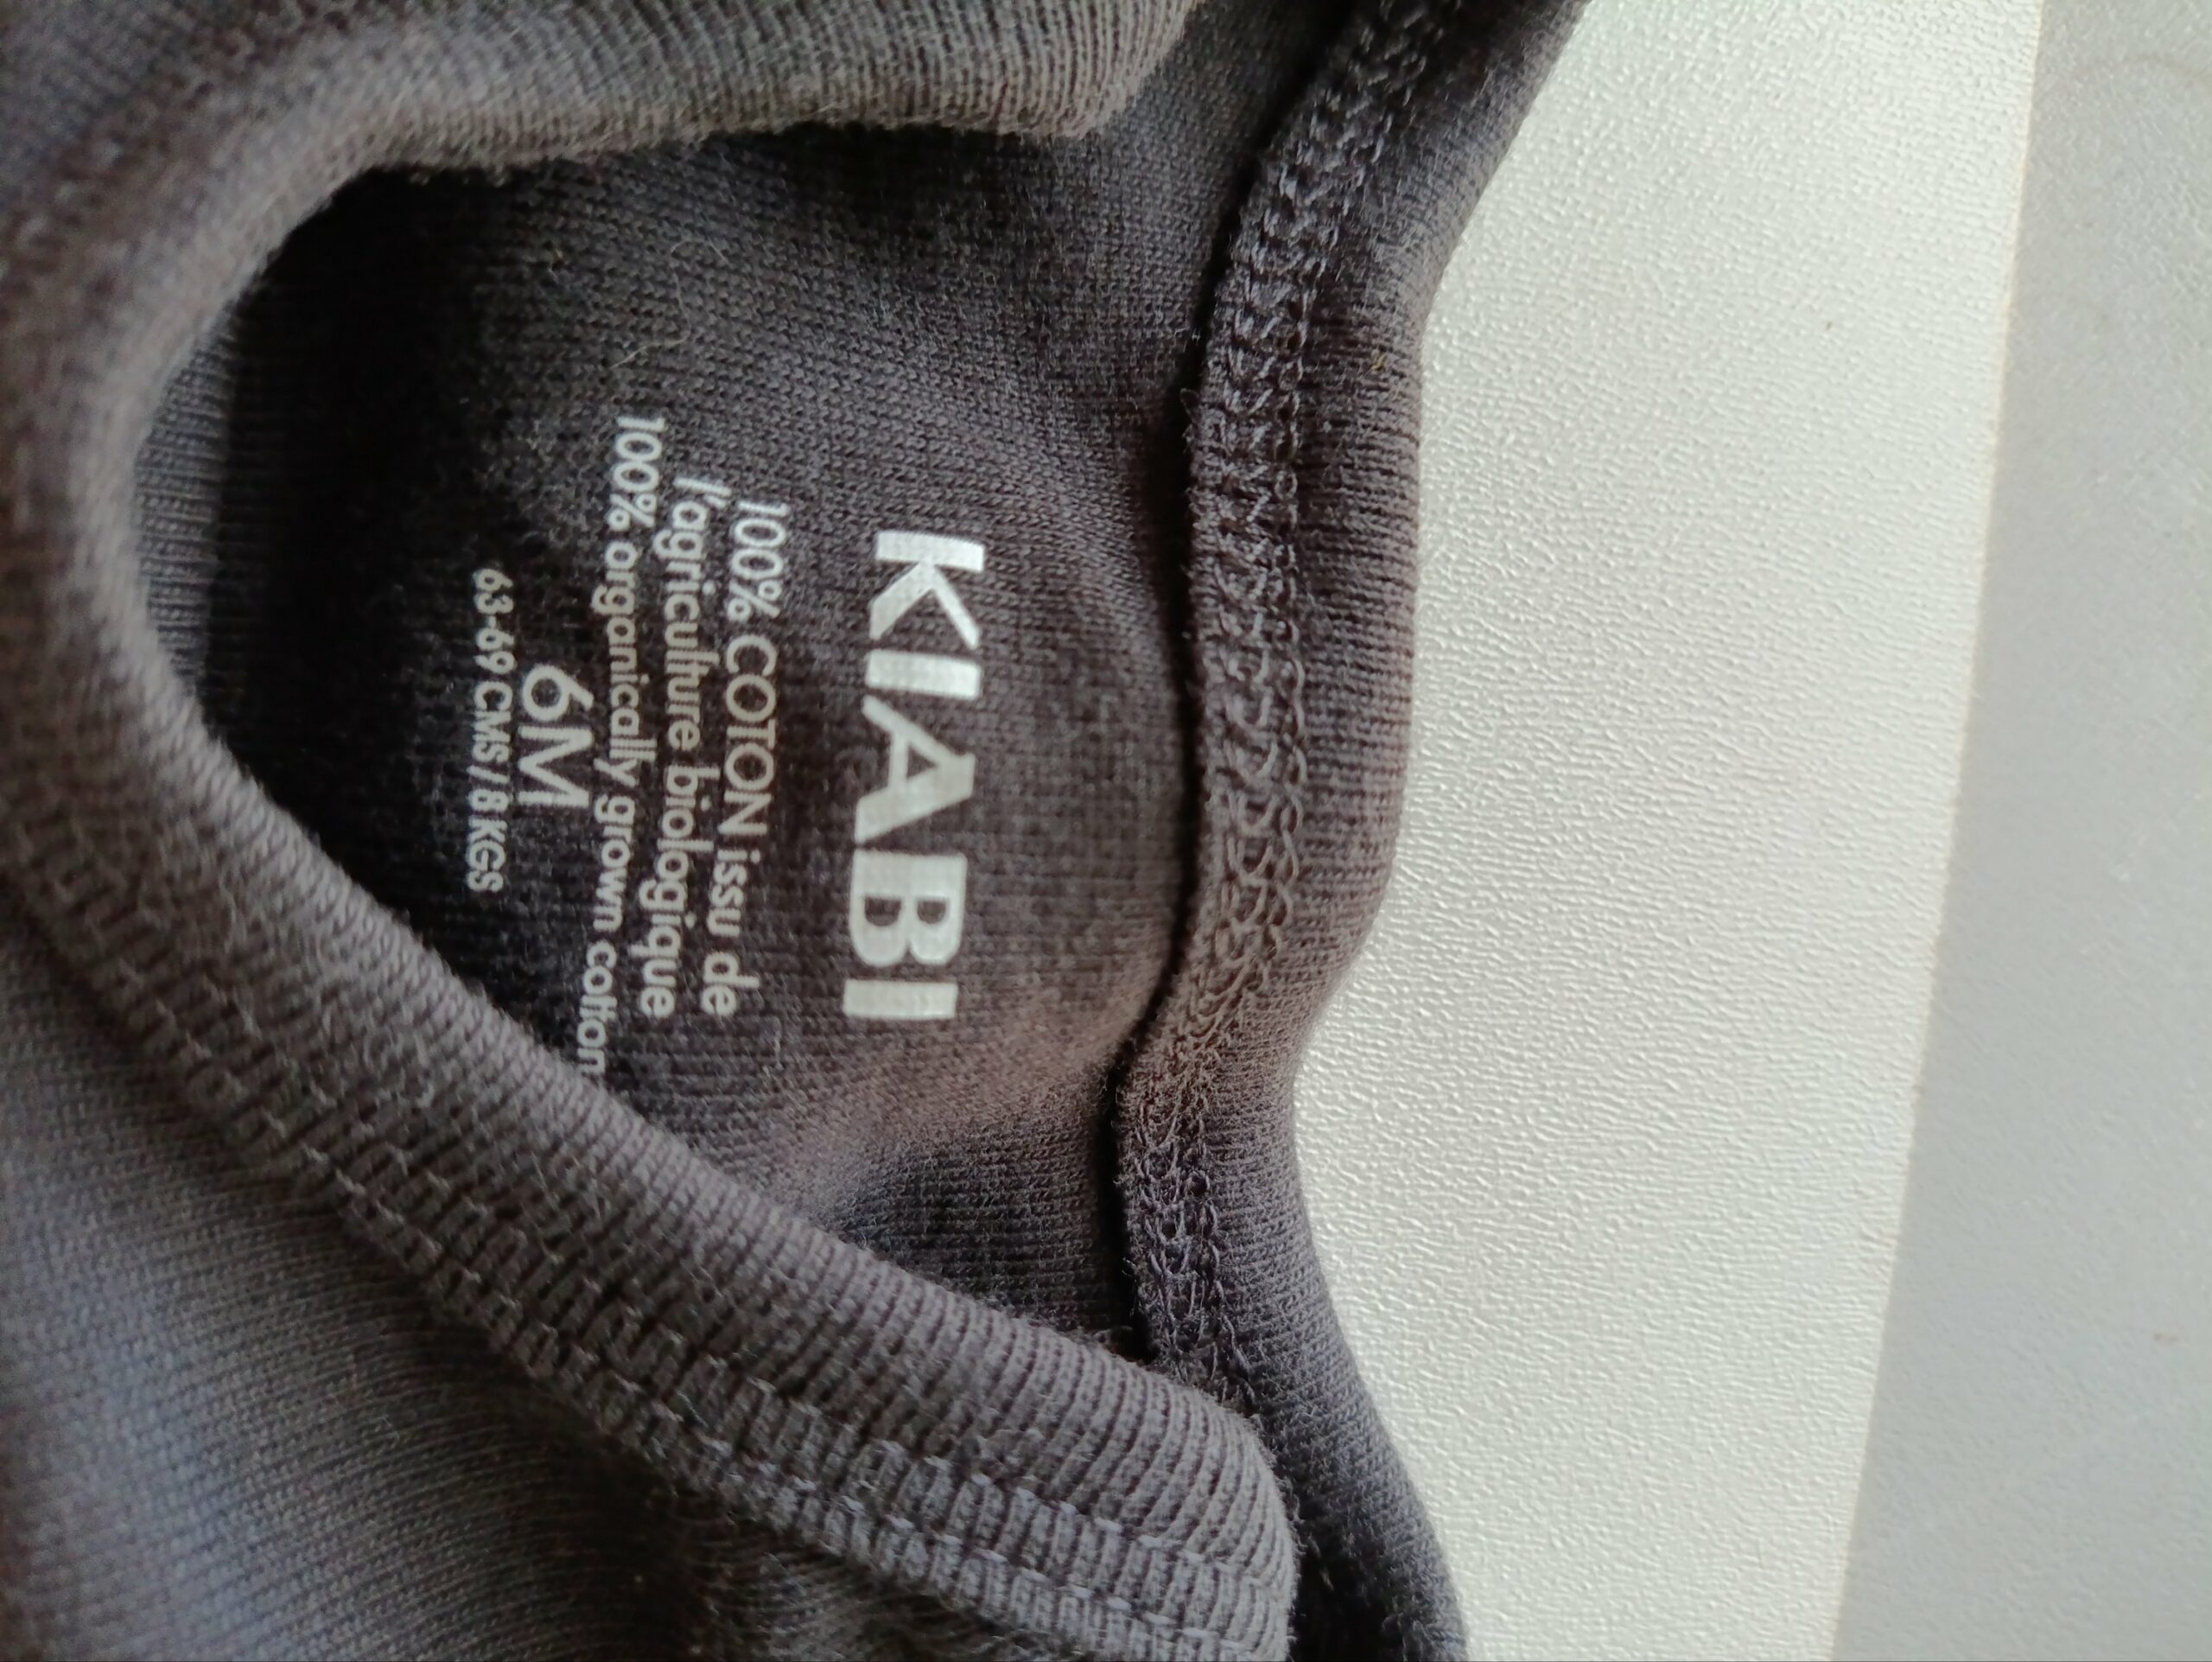 KIABI
100% COTON issu de
l'agriculture biologique
100% organically grown cotton
6M
63-69 CMS / 8 KGS